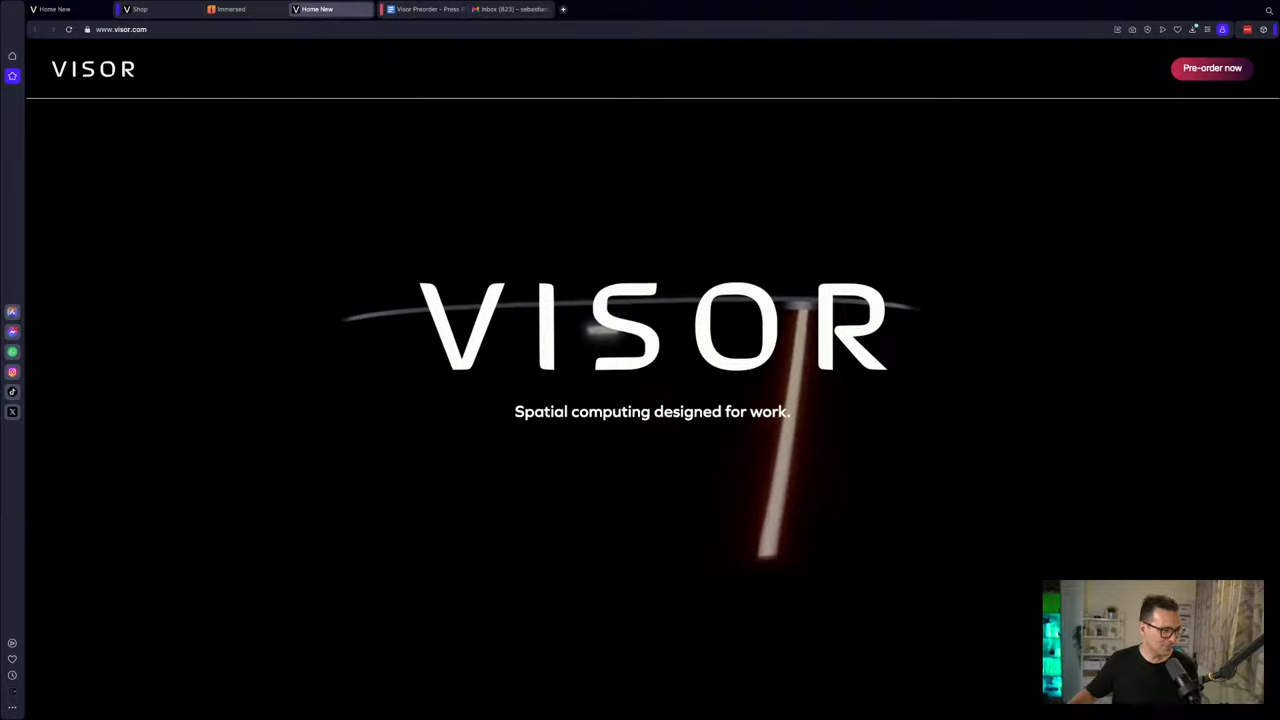 Home New
Shop
Immersed
Home New
Visor Preorder - Press R
Inbox (823) - sebastian
www.visor.com
VISOR
Pre-order now
VISOR
Spatial computing designed for work.